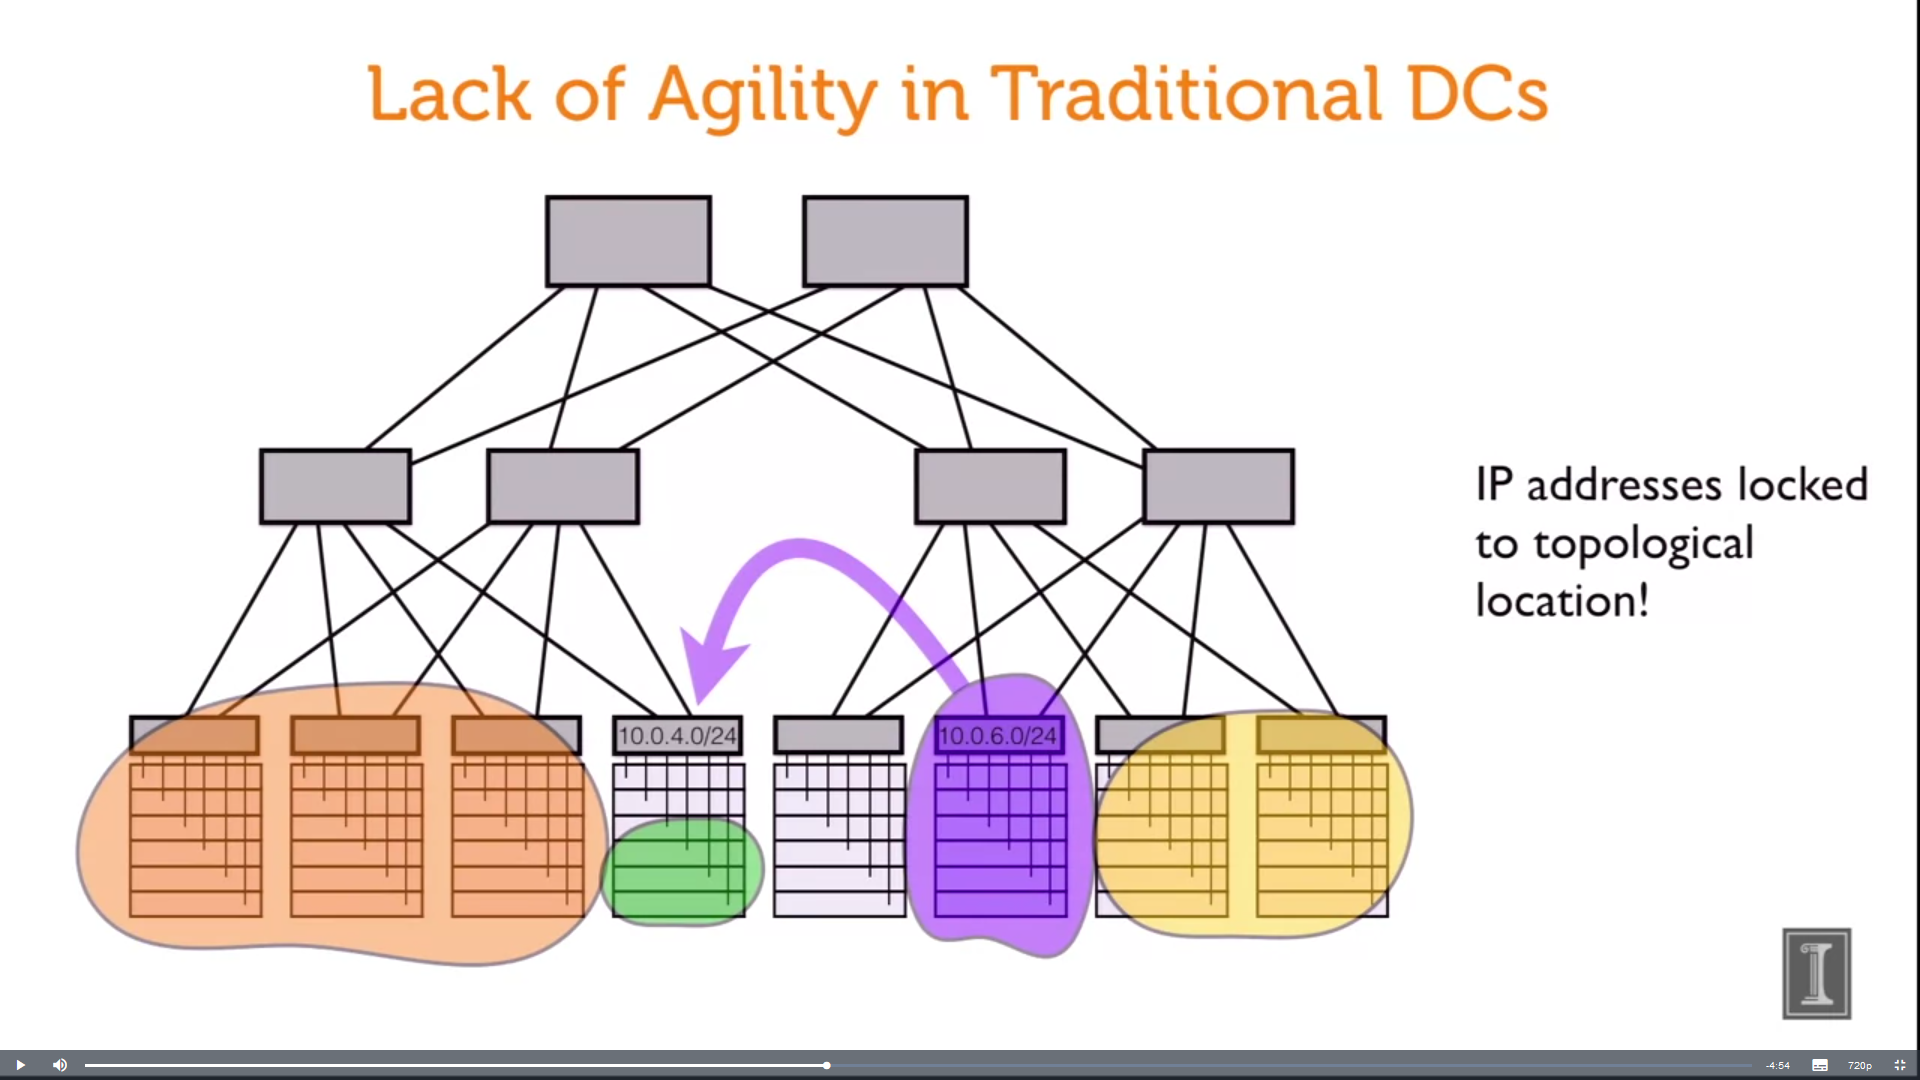 Lack of Agility in Traditional DCs
IP addresses locked
to topological
location!
10.0.4.0/24
10.0.6.0/24
-4:54
720p